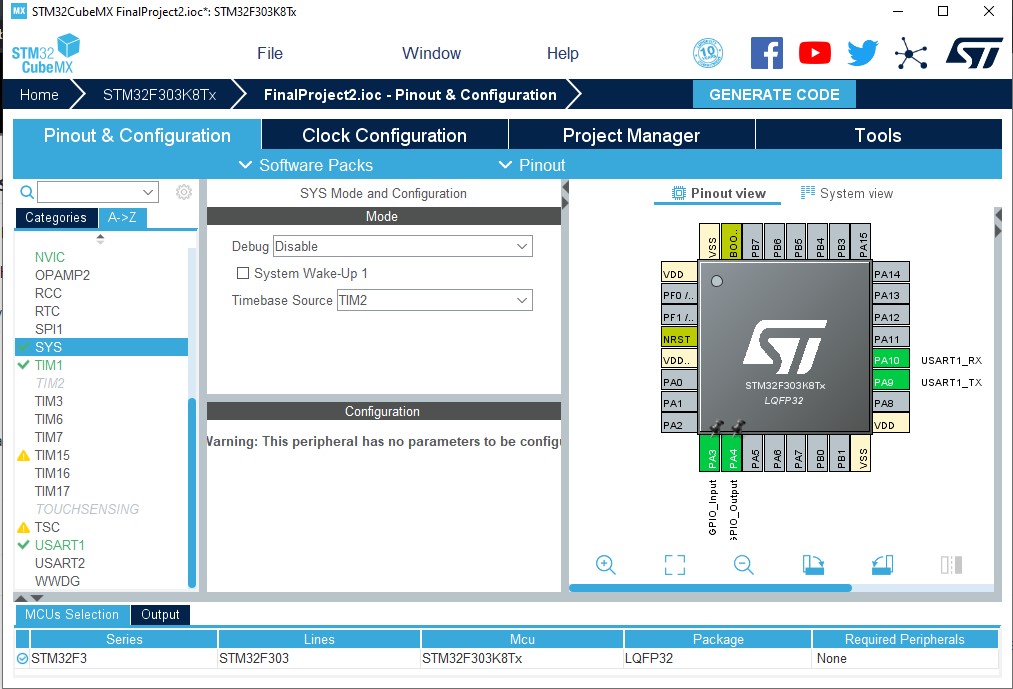 MX STM32CubeMX FinalProject2.ioc*: STM32F303K8Tx
STM32 CubeMX
File Window Help
10
ST
Home STM32F303K8Tx FinalProject2.ioc - Pinout & Configuration GENERATE CODE
Pinout & Configuration Clock Configuration Project Manager Tools
Software Packs Pinout
Categories A->Z
NVIC
OPAMP2
RCC
RTC
SPI1
SYS
TIM1
TIM2
TIM3
TIM6
TIM7
TIM15
TIM16
TIM17
TOUCHSENSING
TSC
USART1
USART2
WWDG
SYS Mode and Configuration
Mode
Debug Disable
System Wake-Up 1
Timebase Source TIM2
Configuration
Warning: This peripheral has no parameters to be configu
Pinout view System view
VSS BOO.. PB7 PB6 PB5 PB4 PB3 PA15
VDD PA14
PF0 /.. PA13
PF1 /.. PA12
NRST PA11
VDD.. PA10 USART1_RX
PA0 PA9 USART1_TX
PA1 PA8
PA2 VDD
ST
STM32F303K8Tx
LQFP32
PA3 PA4 PA5 PA6 PA7 PB0 PB1 VSS
GPIO_Input
GPIO_Output
MCUs Selection Output
Series Lines Mcu Package Required Peripherals
STM32F3 STM32F303 STM32F303K8Tx LQFP32 None